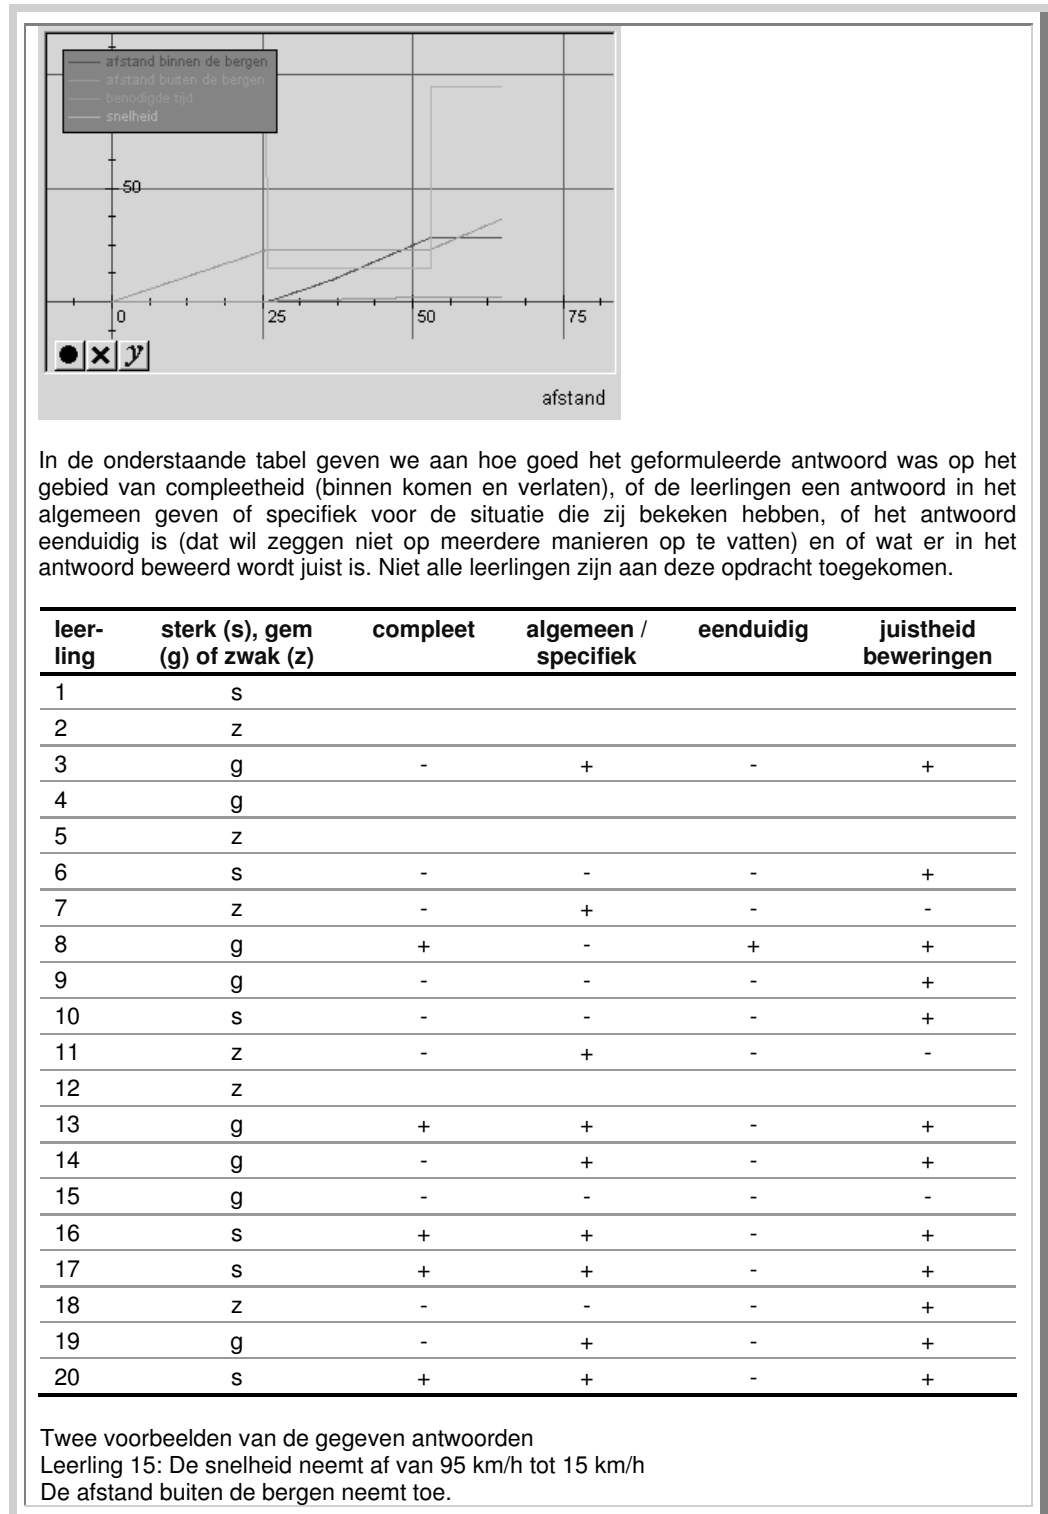 afstand binnen de bergen
afstand buiten de bergen
benodigde tijd
snelheid
50
0 25 50 75
y
afstand
In de onderstaande tabel geven we aan hoe goed het geformuleerde antwoord was op het
gebied van compleetheid (binnen komen en verlaten), of de leerlingen een antwoord in het
algemeen geven of specifiek voor de situatie die zij bekeken hebben, of het antwoord
eenduidig is (dat wil zeggen niet op meerdere manieren op te vatten) en of wat er in het
antwoord beweerd wordt juist is. Niet alle leerlingen zijn aan deze opdracht toegekomen.
leer- sterk (s), gem compleet algemeen / eenduidig juistheid
ling (g) of zwak (z) specifiek beweringen
1 s
2 z
3 g - + - +
4 g
5 z
6 s - - - +
7 z - + - -
8 g + - + +
9 g - - - +
10 s - - - +
11 z - + - -
12 z
13 g + + - +
14 g - + - +
15 g - - - -
16 s + + - +
17 s + + - +
18 z - - - +
19 g - + - +
20 s + + - +
Twee voorbeelden van de gegeven antwoorden
Leerling 15: De snelheid neemt af van 95 km/h tot 15 km/h
De afstand buiten de bergen neemt toe.